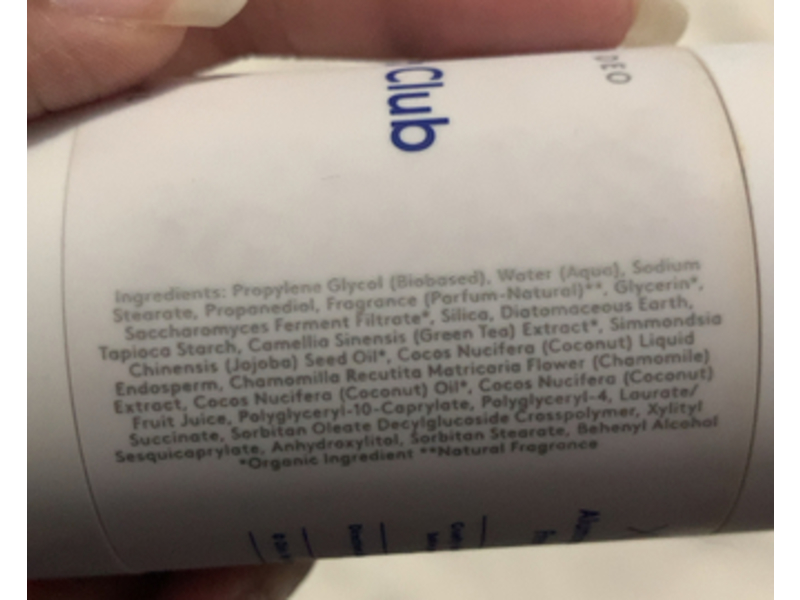 DEO
Club
Ingredients: Propylene Glycol (Biobased), Water (Aqua), Sodium
Stearate, Propanediol, Fragrance (Parfum-Natural)**, Glycerin*,
Saccharomyces Ferment Filtrate*, Silica, Diatomaceous Earth,
Tapioca Starch, Camellia Sinensis (Green Tea) Extract*, Simmondsia
Chinensis (Jojoba) Seed Oil*, Cocos Nucifera (Coconut) Liquid
Endosperm, Chamomilla Recutita Matricaria Flower (Chamomile)
Extract, Cocos Nucifera (Coconut) Oil*, Cocos Nucifera (Coconut)
Fruit Juice, Polyglyceryl-10-Caprylate, Polyglyceryl-4, Laurate/
Succinate, Sorbitan Oleate Decylglucoside Crosspolymer, Xylityl
Sesquicaprylate, Anhydroxylitol, Sorbitan Stearate, Behenyl Alcohol
*Organic Ingredient **Natural Fragrance